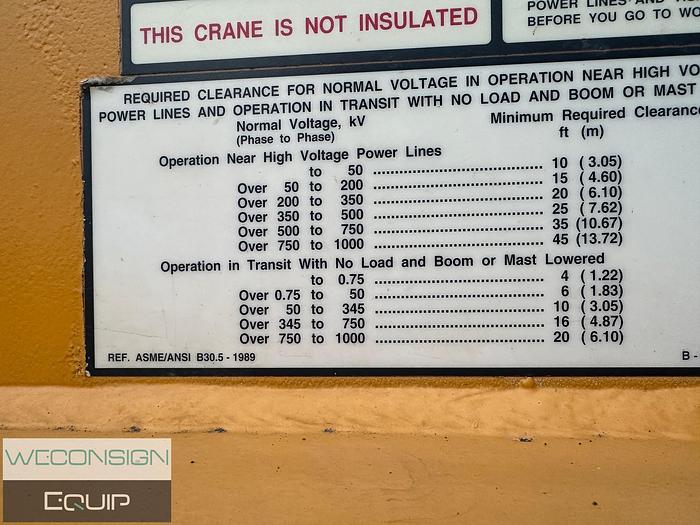 THIS CRANE IS NOT INSULATED
POWER LINES AND
BEFORE YOU GO TO
REQUIRED CLEARANCE FOR NORMAL VOLTAGE IN OPERATION NEAR HIGH
POWER LINES AND OPERATION IN TRANSIT WITH NO LOAD AND BOOM OR MAST
Normal Voltage, kV Minimum Required Clearance
(Phase to Phase) ft (m)
Operation Near High Voltage Power Lines
to 50 ........................................ 10 (3.05)
Over 50 to 200 ........................................ 15 (4.60)
Over 200 to 350 ........................................ 20 (6.10)
Over 350 to 500 ........................................ 25 (7.62)
Over 500 to 750 ........................................ 35 (10.67)
Over 750 to 1000 ........................................ 45 (13.72)
Operation in Transit With No Load and Boom or Mast Lowered
to 0.75 ........................................ 4 (1.22)
Over 0.75 to 50 ........................................ 6 (1.83)
Over 50 to 345 ........................................ 10 (3.05)
Over 345 to 750 ........................................ 16 (4.87)
Over 750 to 1000 ........................................ 20 (6.10)
REF. ASME/ANSI B30.5 - 1989 B -
WECONSIGN
EQUIP